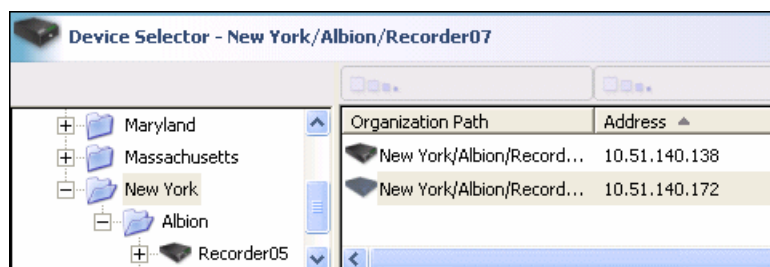 Device Selector - New York/Albion/Recorder07
Maryland
Massachusetts
New York
Albion
Recorder05
Organization Path Address
New York/Albion/Record... 10.51.140.138
New York/Albion/Record... 10.51.140.172